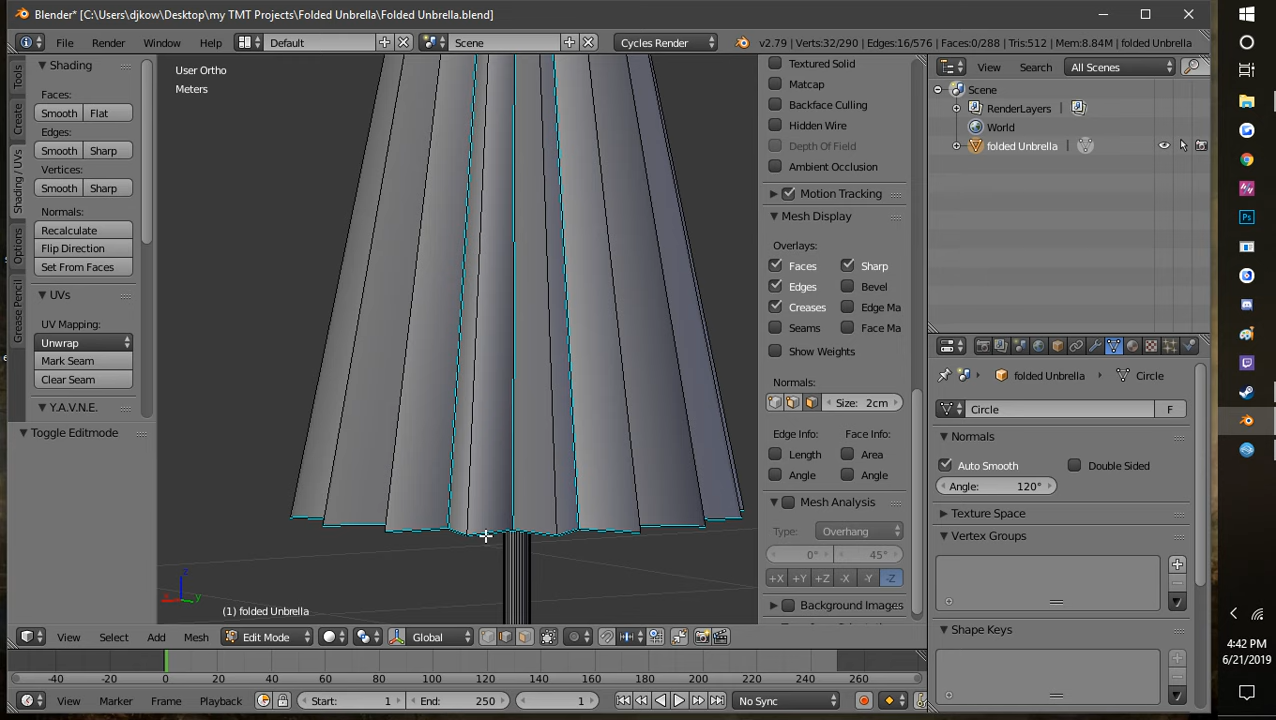 Blender* [C:\Users\djkow\Desktop\my TMT Projects\Folded Unbrella\Folded Unbrella.blend]
File Render Window Help Default Scene Cycles Render v2.79 | Verts:32/290 | Edges:16/576 | Faces:0/288 | Tris:512 | Mem:8.84M | folded Unbrella
Tools
Create
Shading / UVs
Options
Grease Pencil
Shading
Faces:
Smooth Flat
Edges:
Smooth Sharp
Vertices:
Smooth Sharp
Normals:
Recalculate
Flip Direction
Set From Faces
UVs
UV Mapping:
Unwrap
Mark Seam
Clear Seam
Y.A.V.N.E.
Toggle Editmode
User Ortho
Meters
z
x
y
(1) folded Unbrella
Textured Solid
Matcap
Backface Culling
Hidden Wire
Depth Of Field
Ambient Occlusion
Motion Tracking
Mesh Display
Overlays:
Faces Sharp
Edges Bevel
Creases Edge Ma
Seams Face Ma
Show Weights
Normals:
Size: 2cm
Edge Info: Face Info:
Length Area
Angle Angle
Mesh Analysis
Type: Overhang
0° 45°
+X +Y +Z -X -Y -Z
Background Images
View Search All Scenes
Scene
RenderLayers
World
folded Unbrella
folded Unbrella Circle
Circle F
Normals
Auto Smooth Double Sided
Angle: 120°
Texture Space
Vertex Groups
Shape Keys
View Select Add Mesh Edit Mode Global
-40 -20 0 20 40 60 80 100 120 140 160 180 200 220 240 260
View Marker Frame Playback Start: 1 End: 250 1 No Sync
4:42 PM
6/21/2019